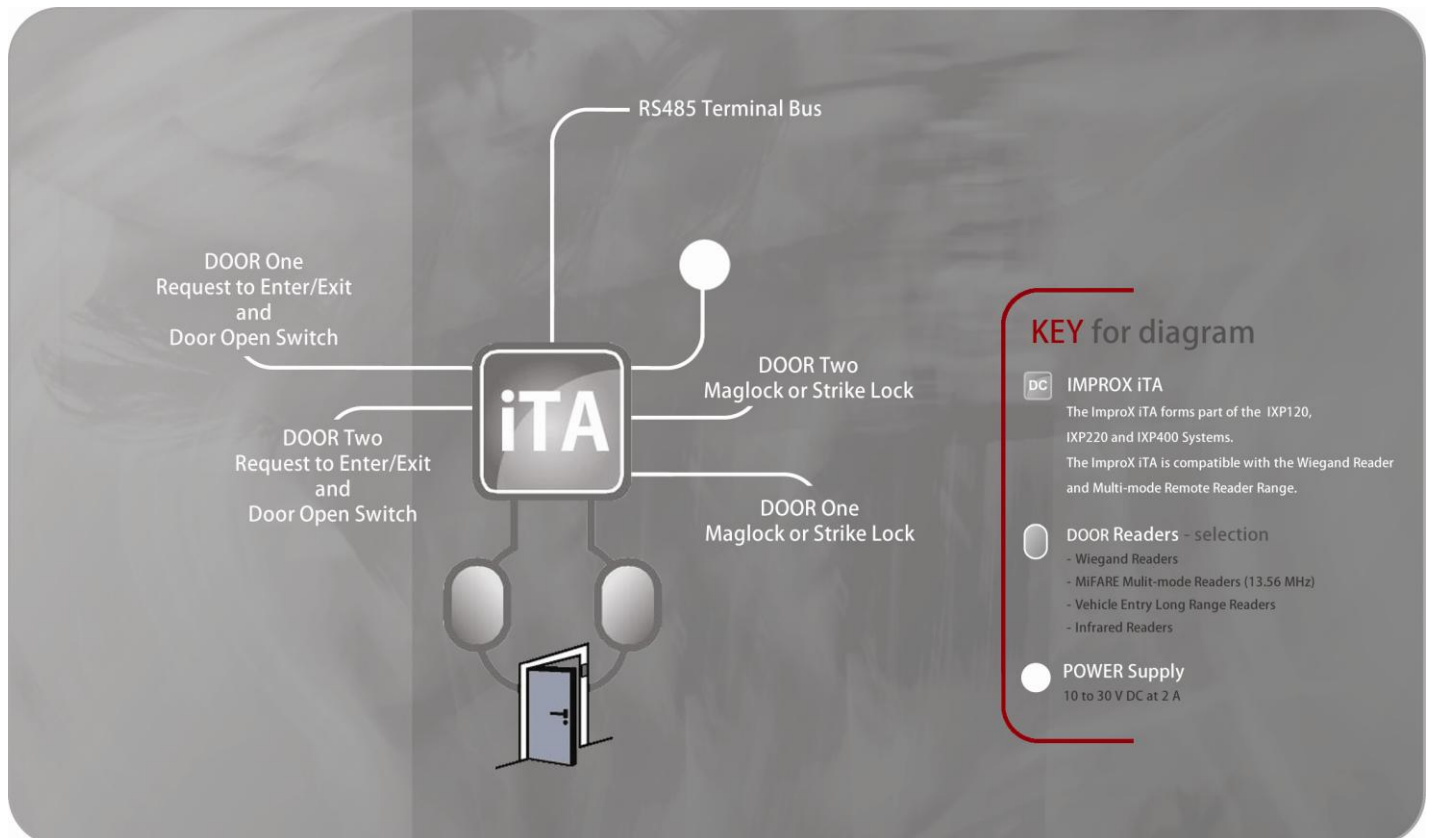 RS485 Terminal Bus
DOOR One
Request to Enter/Exit
and
Door Open Switch
DOOR Two
Request to Enter/Exit
and
Door Open Switch
iTA
DOOR Two
Maglock or Strike Lock
DOOR One
Maglock or Strike Lock
KEY for diagram
DC
IMPROX iTA
The ImproX iTA forms part of the IXP120,
IXP220 and IXP400 Systems.
The ImproX iTA is compatible with the Wiegand Reader
and Multi-mode Remote Reader Range.
DOOR Readers - selection
- Wiegand Readers
- MiFARE Mulit-mode Readers (13.56 MHz)
- Vehicle Entry Long Range Readers
- Infrared Readers
POWER Supply
10 to 30 V DC at 2 A